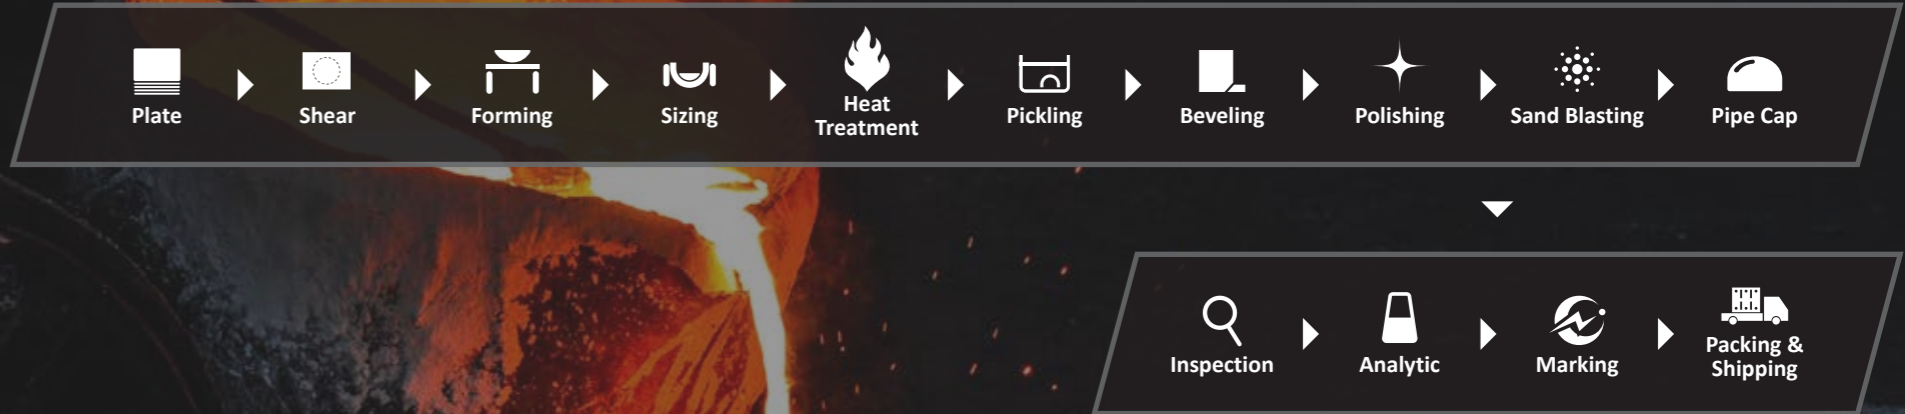 Plate
Shear
Forming
Sizing
Heat
Treatment
Pickling
Beveling
Polishing
Sand Blasting
Pipe Cap
Inspection
Analytic
Marking
Packing &
Shipping